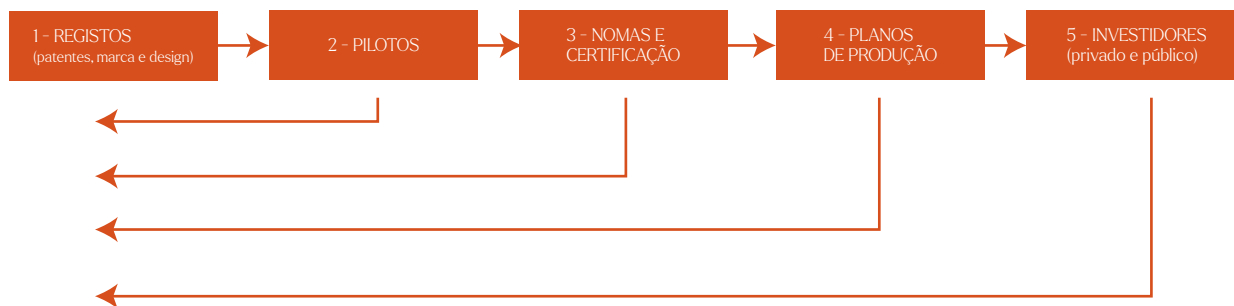 1 - REGISTOS
(patentes, marca e design)
2 - PILOTOS
3 - NOMAS E
CERTIFICAÇÃO
4 - PLANOS
DE PRODUÇÃO
5 - INVESTIDORES
(privado e público)